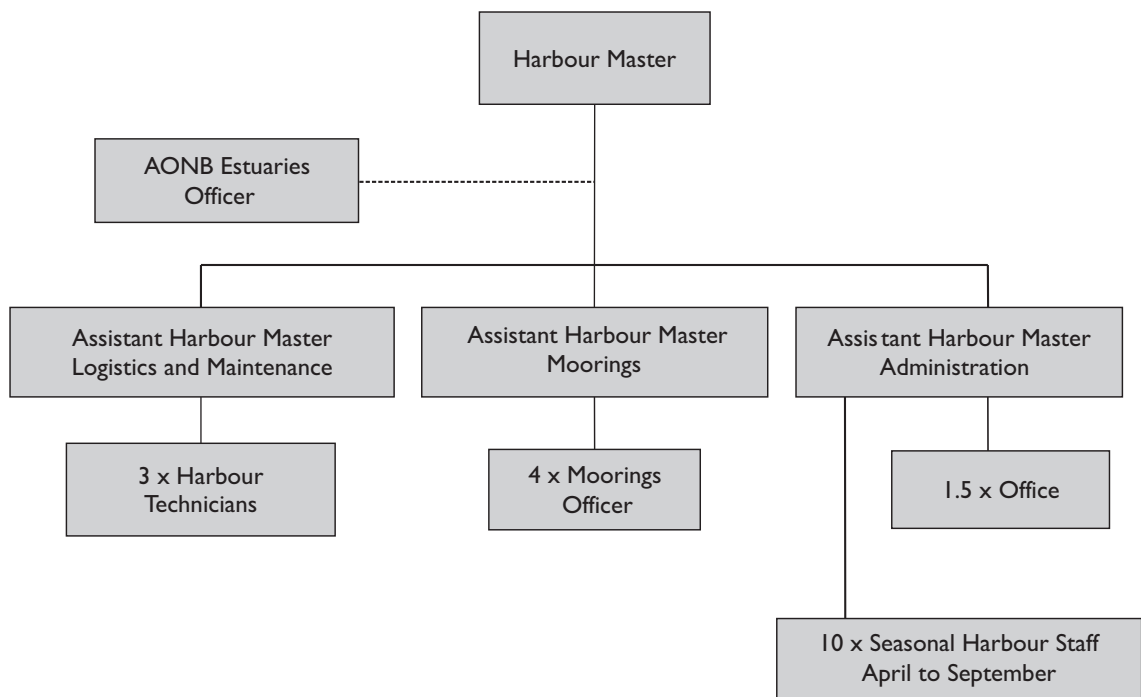 Harbour Master
AONB Estuaries
Officer
Assistant Harbour Master
Logistics and Maintenance
Assistant Harbour Master
Moorings
Assistant Harbour Master
Administration
3 x Harbour
Technicians
4 x Moorings
Officer
1.5 x Office
10 x Seasonal Harbour Staff
April to September